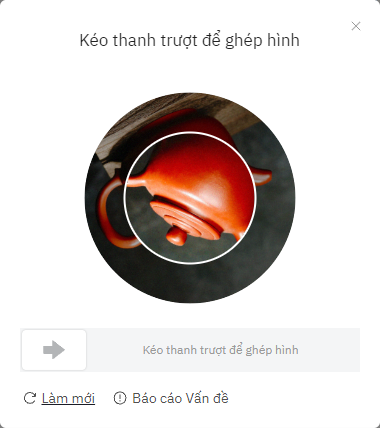 Kéo thanh trượt để ghép hình
Kéo thanh trượt để ghép hình
Làm mới
Báo cáo Vấn đề